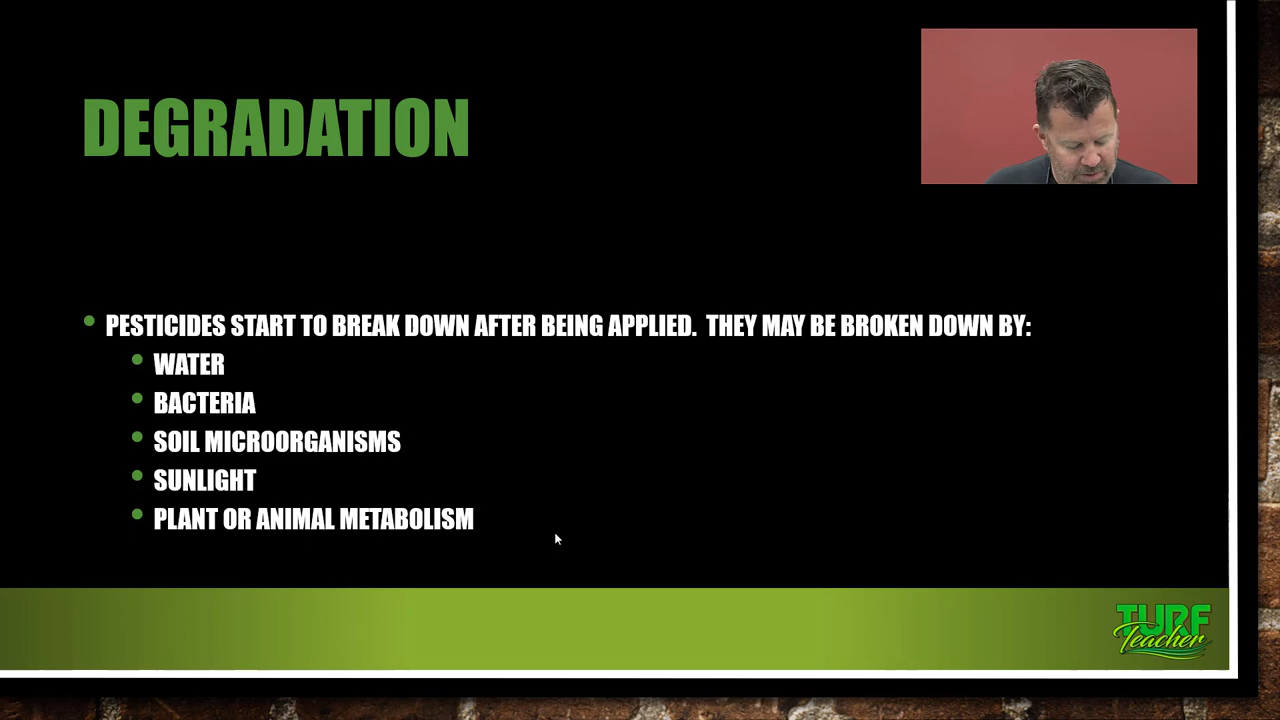 DEGRADATION
PESTICIDES START TO BREAK DOWN AFTER BEING APPLIED. THEY MAY BE BROKEN DOWN BY:
WATER
BACTERIA
SOIL MICROORGANISMS
SUNLIGHT
PLANT OR ANIMAL METABOLISM
TURF
Teacher